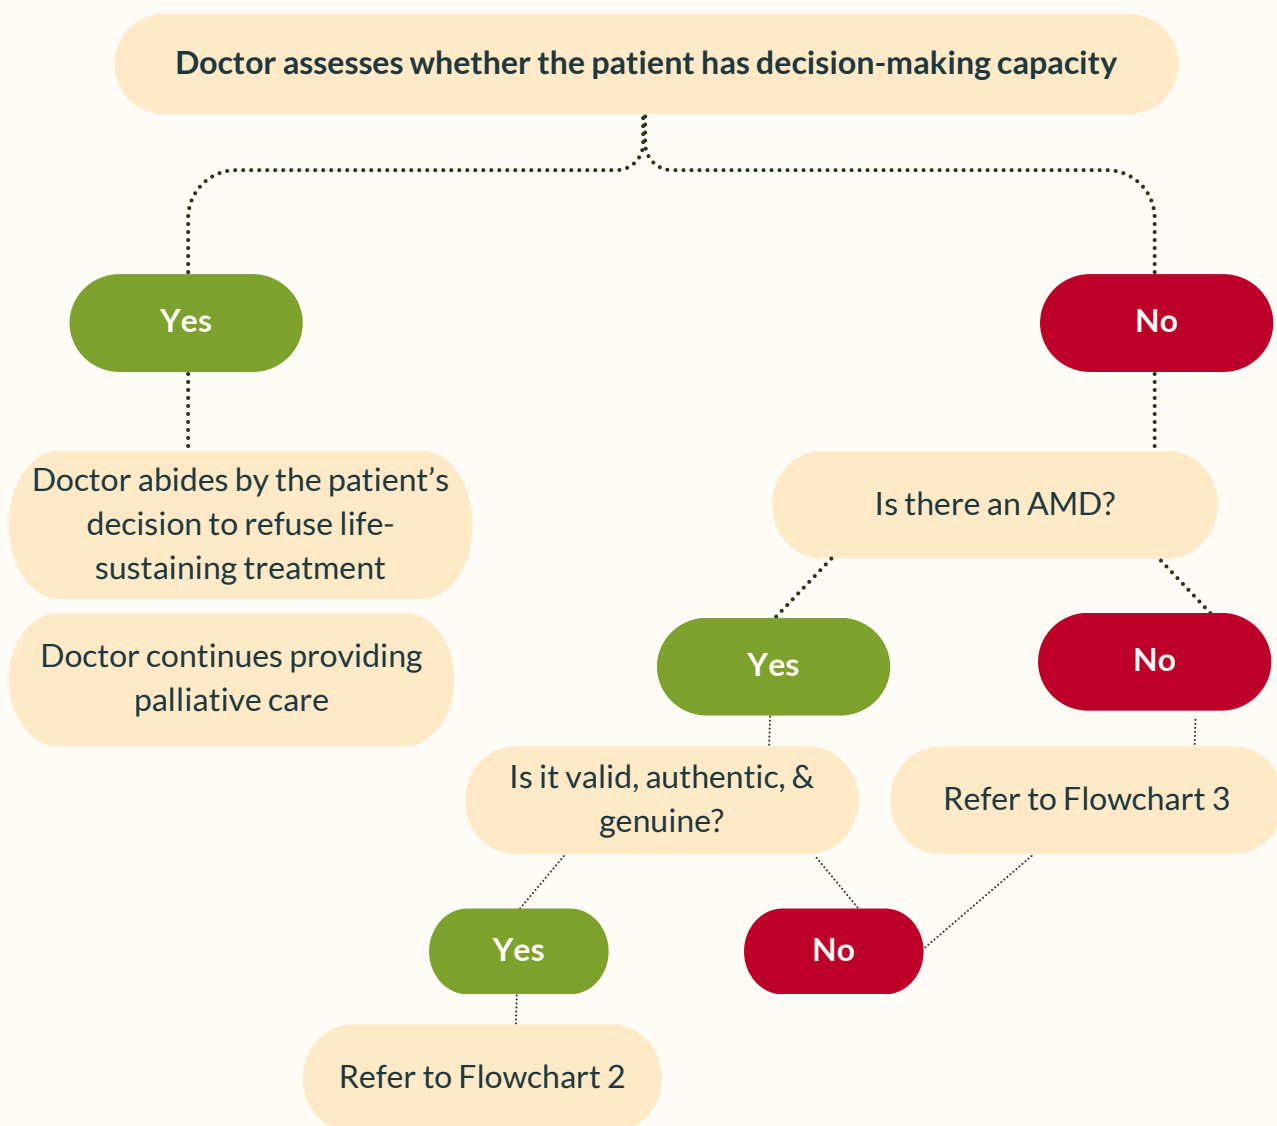 Doctor assesses whether the patient has decision-making capacity
Yes
No
Doctor abides by the patient’s
decision to refuse life-
sustaining treatment
Is there an AMD?
Doctor continues providing
palliative care
Yes
No
Is it valid, authentic, &
genuine?
Refer to Flowchart 3
Yes
No
Refer to Flowchart 2